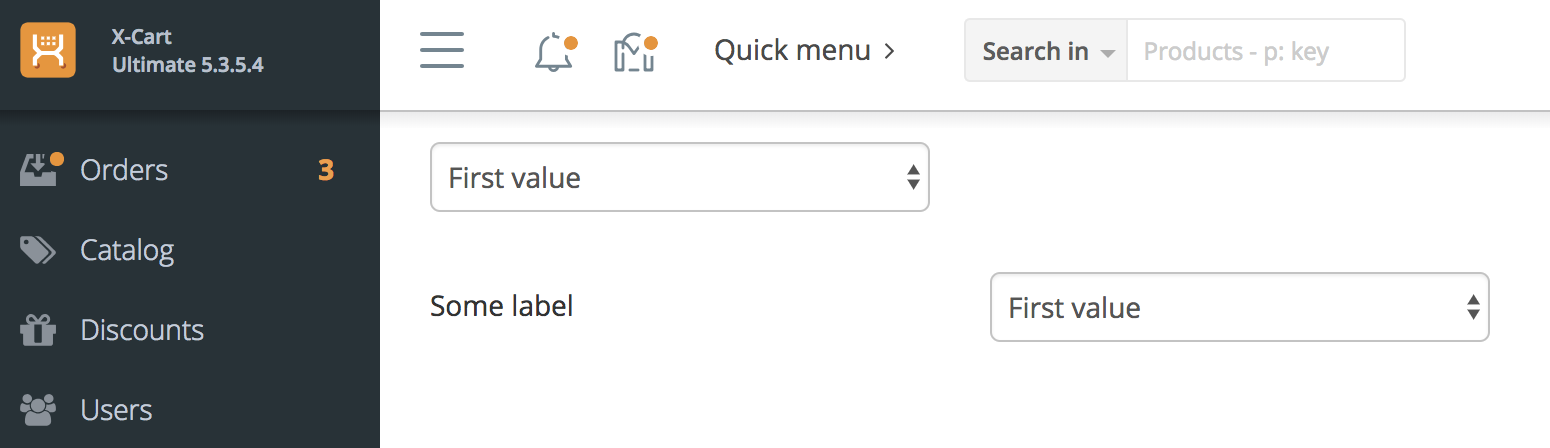 X-Cart
Ultimate 5.3.5.4
Quick menu >
Search in
Products - p: key
Orders 3
Catalog
Discounts
Users
First value
Some label
First value